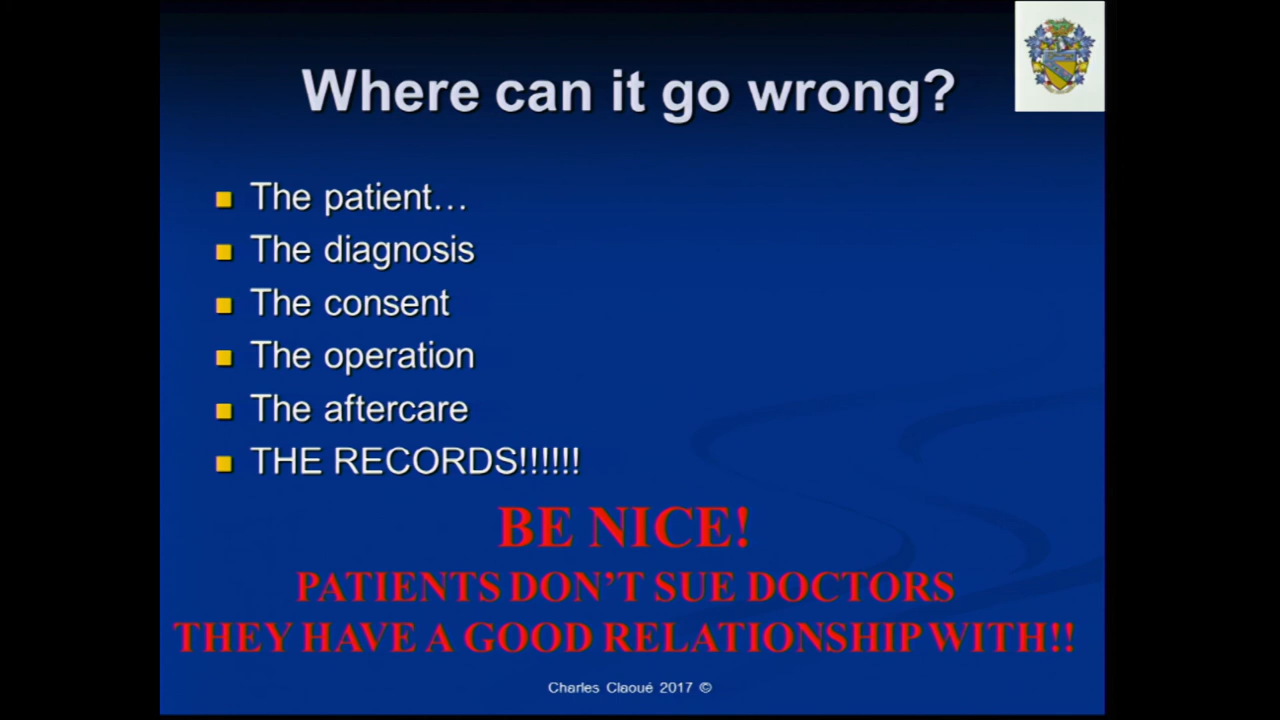 Where can it go wrong?
The patient…
The diagnosis
The consent
The operation
The aftercare
THE RECORDS!!!!!!
BE NICE!
PATIENTS DON’T SUE DOCTORS
THEY HAVE A GOOD RELATIONSHIP WITH!!
Charles Claoué 2017 ©